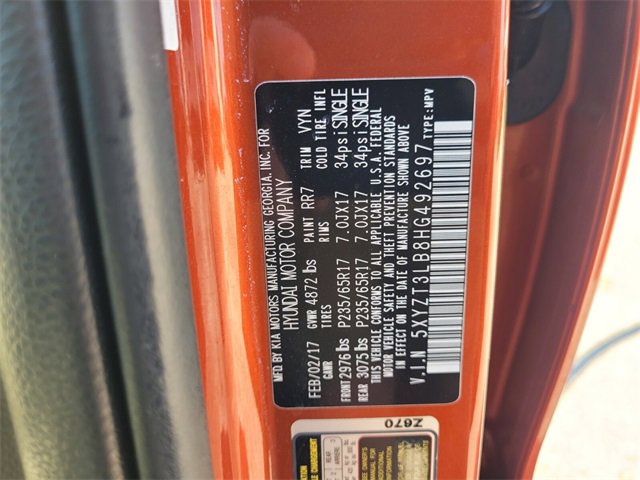 MFD BY KIA MOTORS MANUFACTURING GEORGIA, INC. FOR
HYUNDAI MOTOR COMPANY
FEB/02/17 GVWR 4872 lbs PAINT RR7 TRIM VYN
GAWR TIRES RIMS COLD TIRE INFL
FRONT 2976 lbs P235/65R17 7.0JX17 34psi SINGLE
REAR 3075 lbs P235/65R17 7.0JX17 34psi SINGLE
THIS VEHICLE CONFORMS TO ALL APPLICABLE U.S.A. FEDERAL
MOTOR VEHICLE SAFETY AND THEFT PREVENTION STANDARDS
IN EFFECT ON THE DATE OF MANUFACTURE SHOWN ABOVE
V.I.N 5XYZT3LB8HG492697 TYPE: MPV
Z670